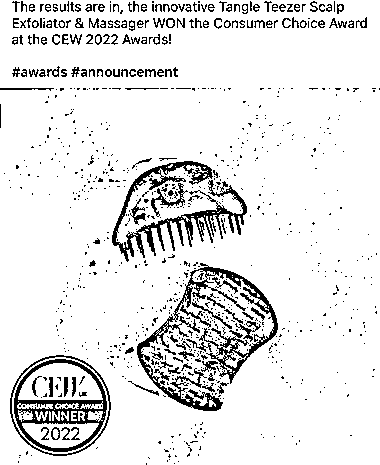 The results are in, the innovative Tangle Teezer Scalp
Exfoliator & Massager WON the Consumer Choice Award
at the CEW 2022 Awards!
#awards #announcement
CEW UK
CONSUMER CHOICE AWARD
WINNER
2022